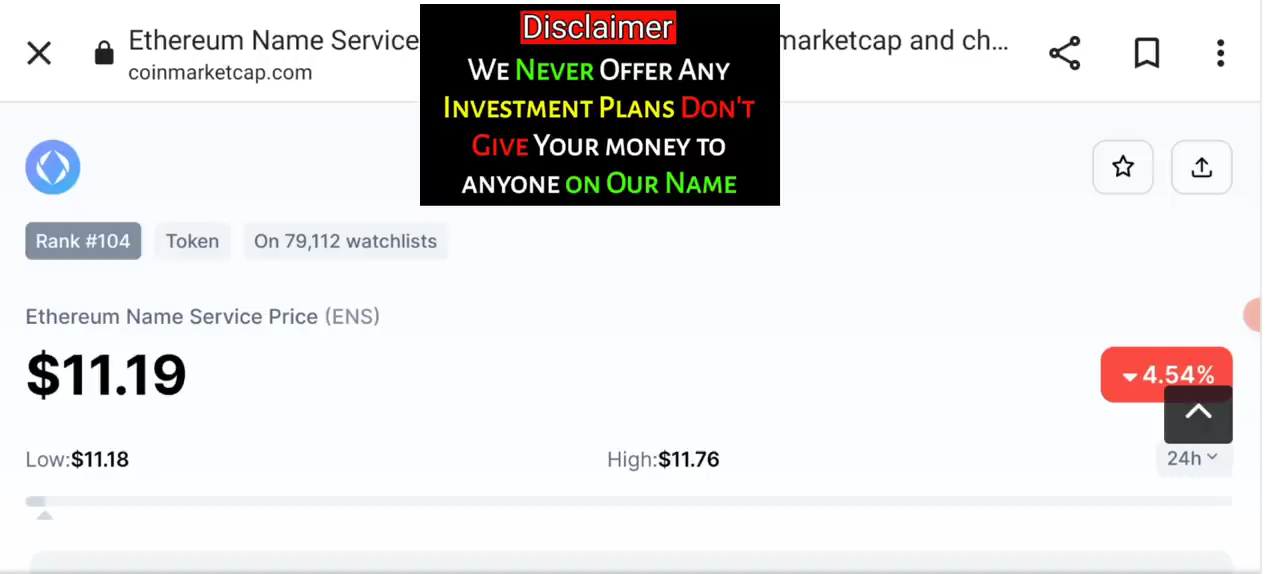 Ethereum Name Service
marketcap and ch...
coinmarketcap.com
Disclaimer
We Never Offer Any
Investment Plans Don't
Give Your money to
anyone on Our Name
Rank #104
Token
On 79,112 watchlists
Ethereum Name Service Price (ENS)
$11.19
4.54%
Low:$11.18
High:$11.76
24h